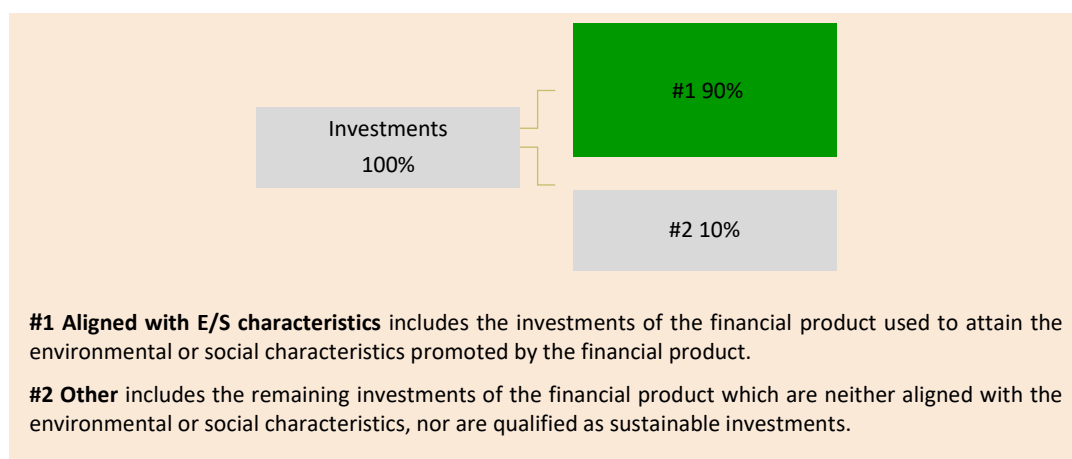 #1 90%
Investments
100%
#2 10%
#1 Aligned with E/S characteristics includes the investments of the financial product used to attain the
environmental or social characteristics promoted by the financial product.
#2 Other includes the remaining investments of the financial product which are neither aligned with the
environmental or social characteristics, nor are qualified as sustainable investments.